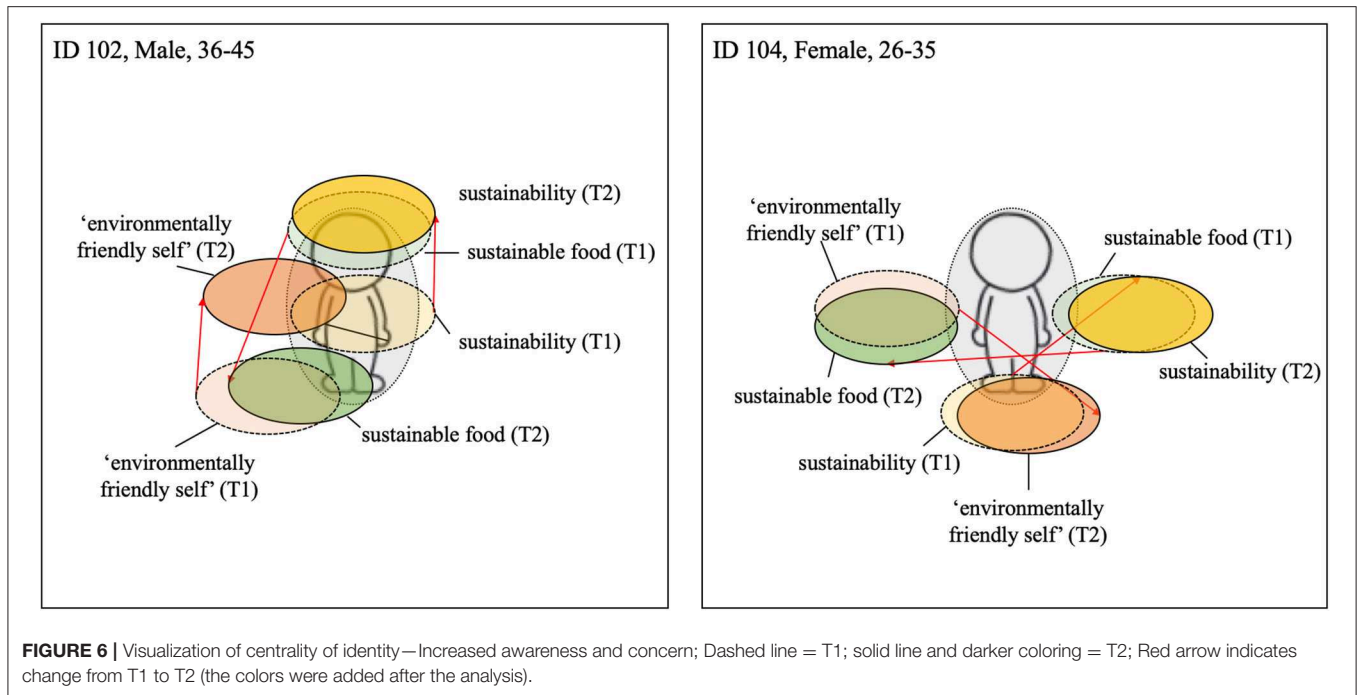 ID 102, Male, 36-45
sustainability (T2)
'environmentally
friendly self' (T2)
sustainable food (T1)
sustainability (T1)
sustainable food (T2)
'environmentally
friendly self' (T1)
ID 104, Female, 26-35
'environmentally
friendly self' (T1)
sustainable food (T1)
sustainability (T2)
sustainable food (T2)
sustainability (T1)
'environmentally
friendly self' (T2)
FIGURE 6 | Visualization of centrality of identity—Increased awareness and concern; Dashed line = T1; solid line and darker coloring = T2; Red arrow indicates
change from T1 to T2 (the colors were added after the analysis).